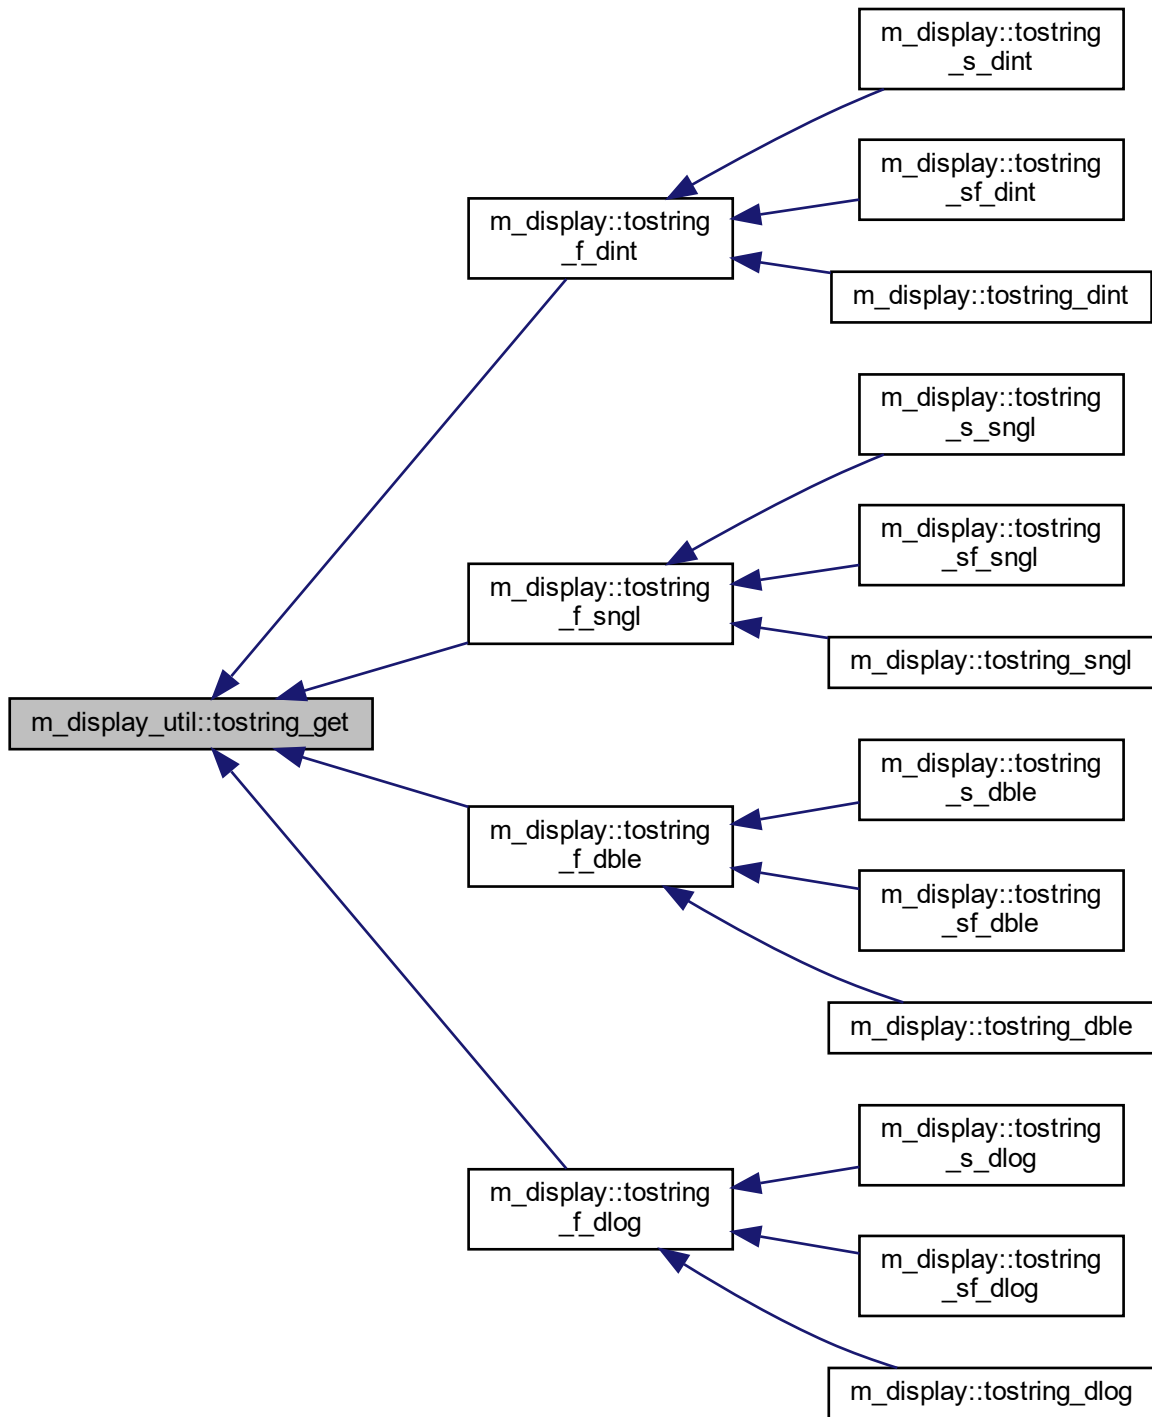 m_display_util::tostring_get
m_display::tostring
_f_dint
m_display::tostring
_s_dint
m_display::tostring
_sf_dint
m_display::tostring_dint
m_display::tostring
_f_sngl
m_display::tostring
_s_sngl
m_display::tostring
_sf_sngl
m_display::tostring_sngl
m_display::tostring
_f_dble
m_display::tostring
_s_dble
m_display::tostring
_sf_dble
m_display::tostring_dble
m_display::tostring
_f_dlog
m_display::tostring
_s_dlog
m_display::tostring
_sf_dlog
m_display::tostring_dlog